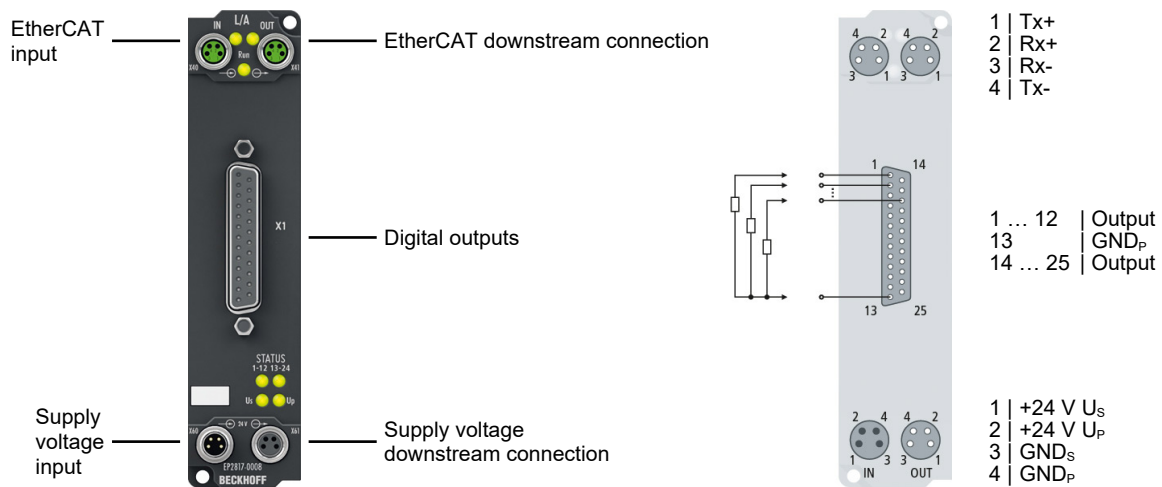 EtherCAT
input
L/A
IN
OUT
X40
X41
Run
EtherCAT downstream connection
X1
Digital outputs
STATUS
1-12 13-24
Us
Up
Supply
voltage
input
X60
24 V
X61
EP2817-0008
BECKHOFF
Supply voltage
downstream connection
4 2 4 2
3 1 3 1
1 | Tx+
2 | Rx+
3 | Rx-
4 | Tx-
1 14
13 25
1 … 12 | Output
13 | GNDP
14 … 25 | Output
2 4 4 2
1 3 3 1
IN OUT
1 | +24 V US
2 | +24 V UP
3 | GNDS
4 | GNDP